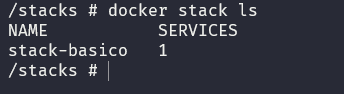 /stacks # docker stack ls
NAME           SERVICES
stack-basico   1
/stacks #